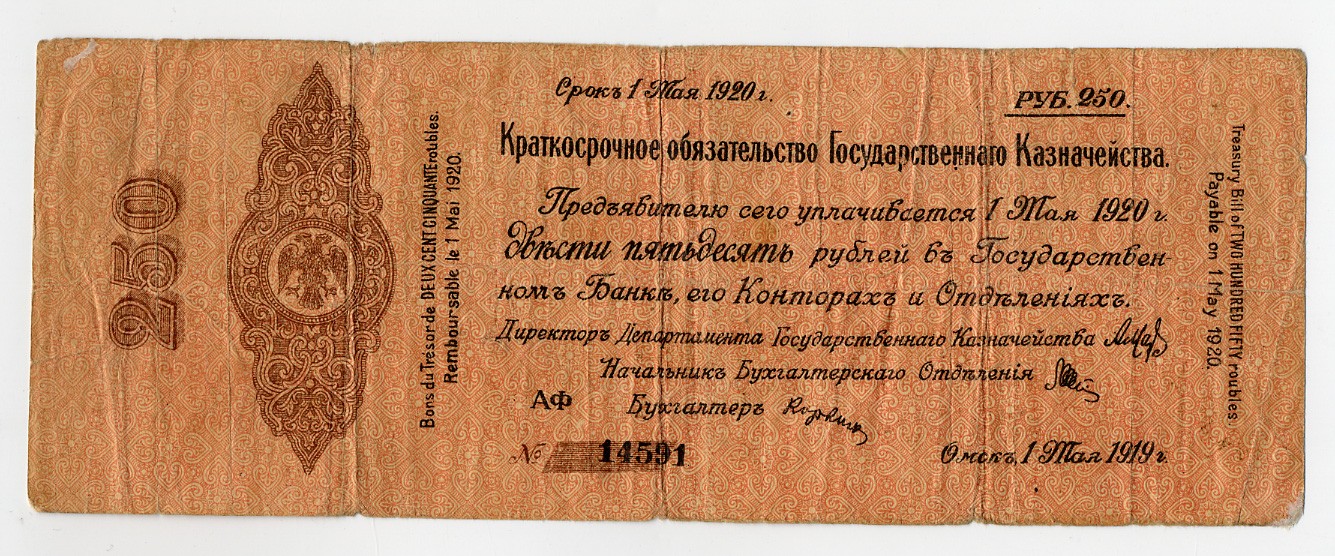 250
Bons du Trésor de DEUX CENT CINQUANTE roubles.
Remboursable le 1 Mai 1920.
Срокъ 1 Мая 1920 г.
РУБ. 250.
Краткосрочное обязательство Государственнаго Казначейства.
Предъявителю сего уплачивается 1 Мая 1920 г.
двѣсти пятьдесятъ рублей въ Государствен-
номъ Банкѣ, его Конторахъ и Отдѣленіяхъ.
Директоръ Департамента Государственнаго Казначейства
Начальникъ Бухгалтерскаго Отдѣленія
АФ Бухгалтеръ
№ 14591
Омскъ, 1 Мая 1919 г.
Treasury Bill of TWO HUNDRED FIFTY roubles.
Payable on 1 May 1920.